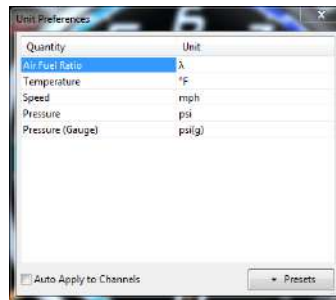 Unit Preferences
Quantity Unit
Air Fuel Ratio λ
Temperature °F
Speed mph
Pressure psi
Pressure (Gauge) psi(g)
Auto Apply to Channels Presets